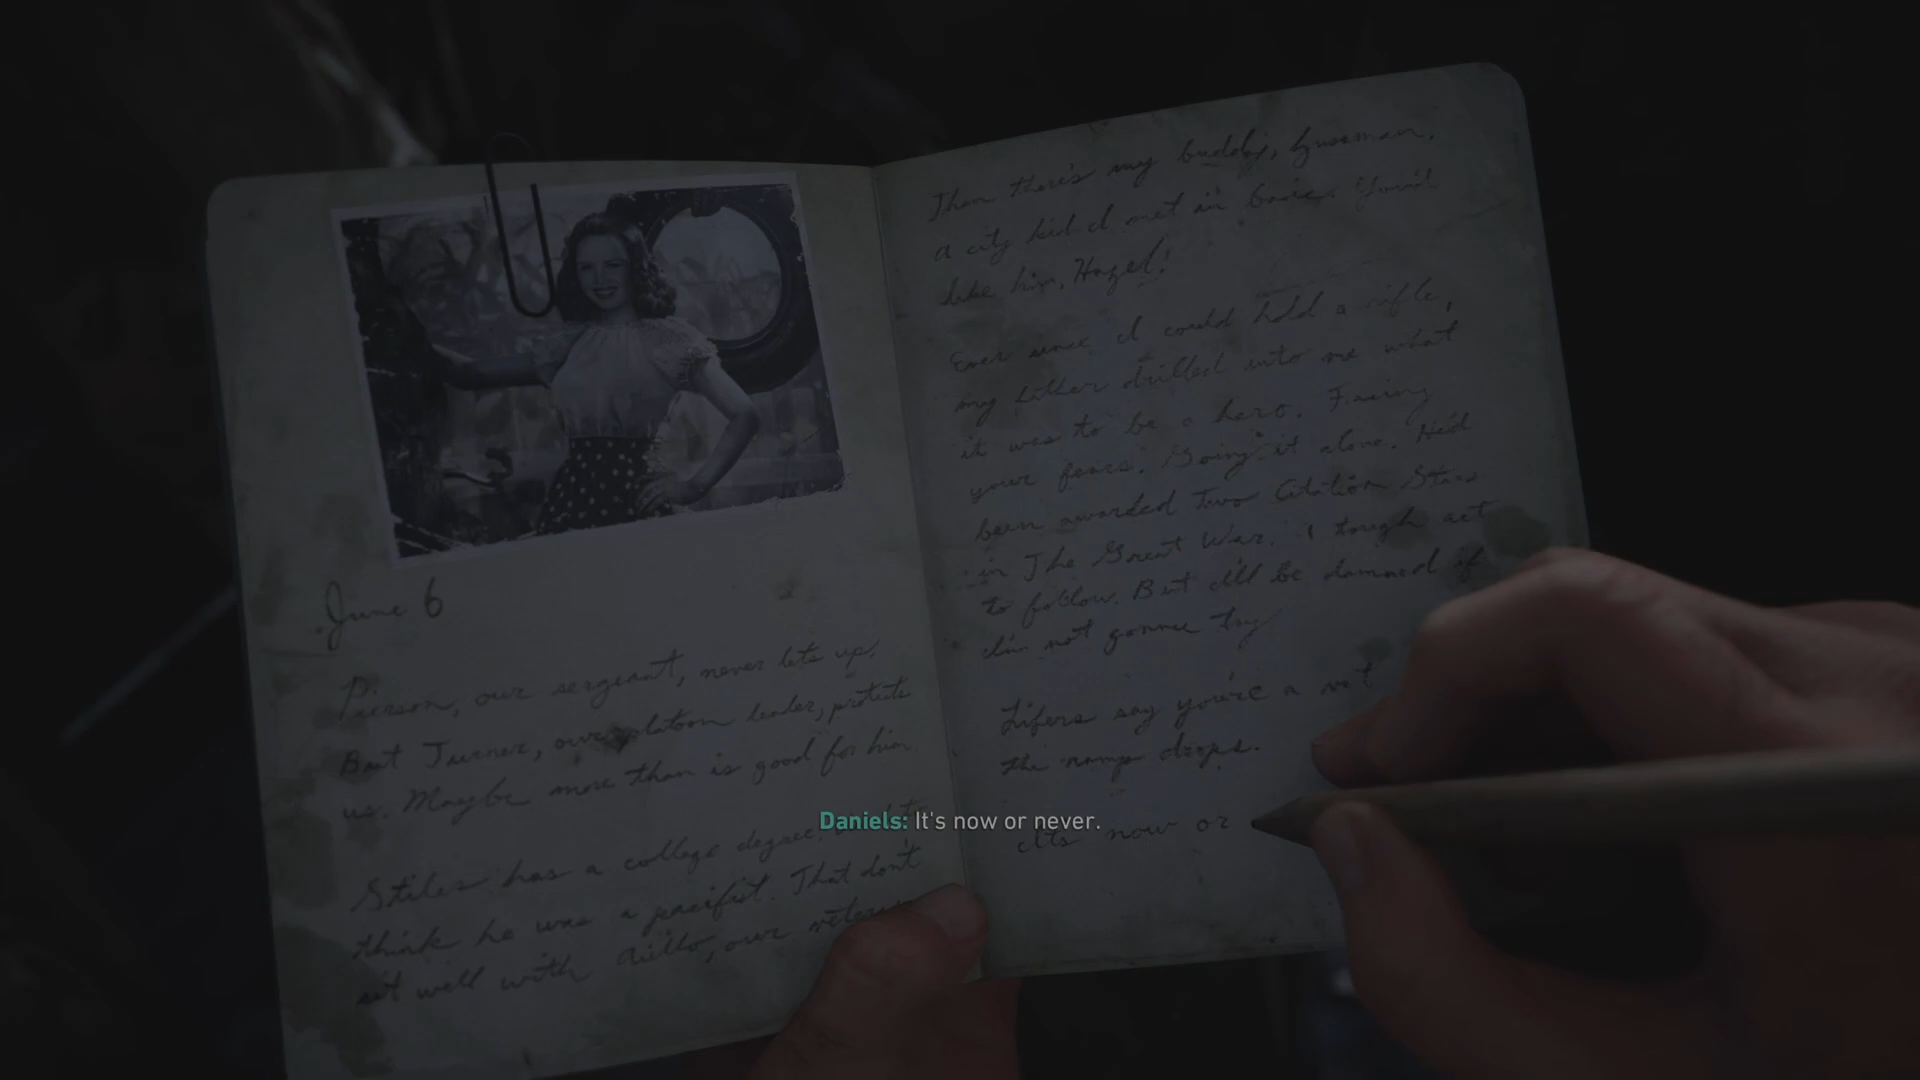 June 6
Pierson, our sergeant, never lets up.
But Turner, our platoon leader, protects
us. Maybe more than is good for him.
Stiles has a college degree.
think he was a pacifist. That don't
sit well with Aiello, our veteran
Then there's my buddy, Zussman.
a city kid I met in basic. You'd
like him, Hazel!
Ever since I could hold a rifle,
my father drilled into me what
it was to be a hero. Facing
your fears. Going it alone. He'd
been awarded Two Citation Stars
in The Great War. A tough act
to follow. But I'll be damned if
I'm not gonna try
Lifers say you're a vet
the ramp drops.
It's now or
Daniels: It's now or never.